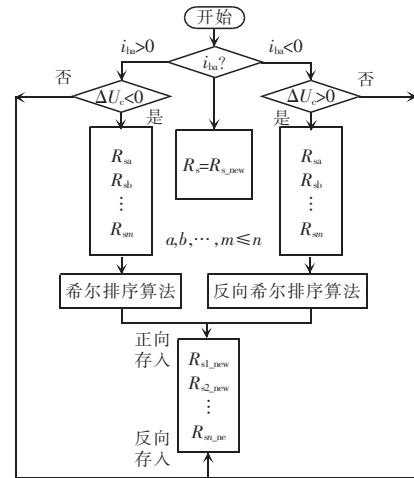 开始
i_ba>0
i_ba<0
i_ba?
否
否
ΔU_c<0
ΔU_c>0
是
是
R_sa
R_sb
⋮
R_sm
R_s=R_s_new
R_sa
R_sb
⋮
R_sm
a,b,⋯,m≤n
希尔排序算法
反向希尔排序算法
正向
存入
R_s1_new
R_s2_new
⋮
R_sn_ne
反向
存入